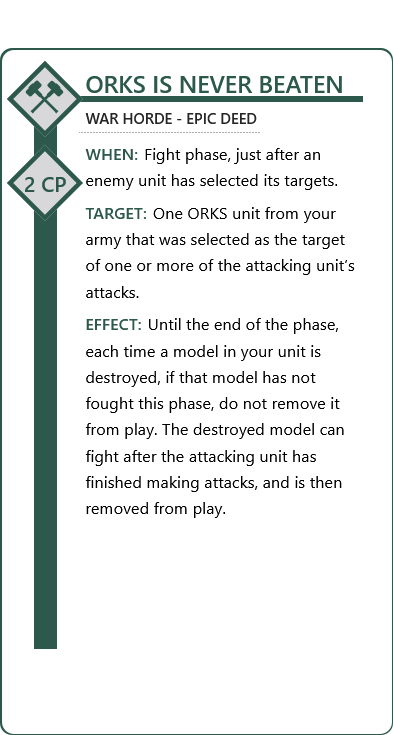 ORKS IS NEVER BEATEN
WAR HORDE - EPIC DEED
2 CP
WHEN: Fight phase, just after an
enemy unit has selected its targets.
TARGET: One ORKS unit from your
army that was selected as the target
of one or more of the attacking unit's
attacks.
EFFECT: Until the end of the phase,
each time a model in your unit is
destroyed, if that model has not
fought this phase, do not remove it
from play. The destroyed model can
fight after the attacking unit has
finished making attacks, and is then
removed from play.